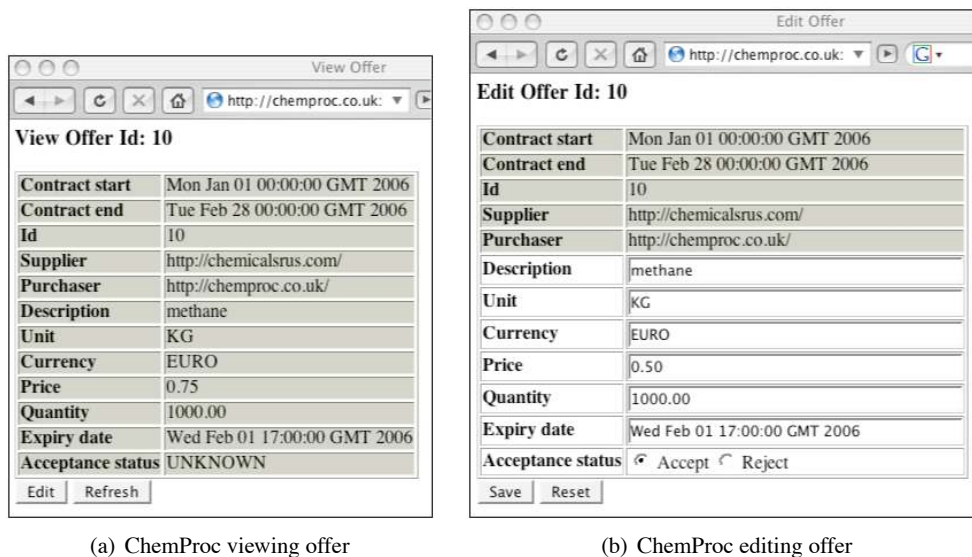 View Offer
http://chemproc.co.uk:
View Offer Id: 10
Contract start Mon Jan 01 00:00:00 GMT 2006
Contract end Tue Feb 28 00:00:00 GMT 2006
Id 10
Supplier http://chemicalsrus.com/
Purchaser http://chemproc.co.uk/
Description methane
Unit KG
Currency EURO
Price 0.75
Quantity 1000.00
Expiry date Wed Feb 01 17:00:00 GMT 2006
Acceptance status UNKNOWN
Edit Refresh
(a) ChemProc viewing offer
Edit Offer
http://chemproc.co.uk: G
Edit Offer Id: 10
Contract start Mon Jan 01 00:00:00 GMT 2006
Contract end Tue Feb 28 00:00:00 GMT 2006
Id 10
Supplier http://chemicalsrus.com/
Purchaser http://chemproc.co.uk/
Description methane
Unit KG
Currency EURO
Price 0.50
Quantity 1000.00
Expiry date Wed Feb 01 17:00:00 GMT 2006
Acceptance status Accept Reject
Save Reset
(b) ChemProc editing offer